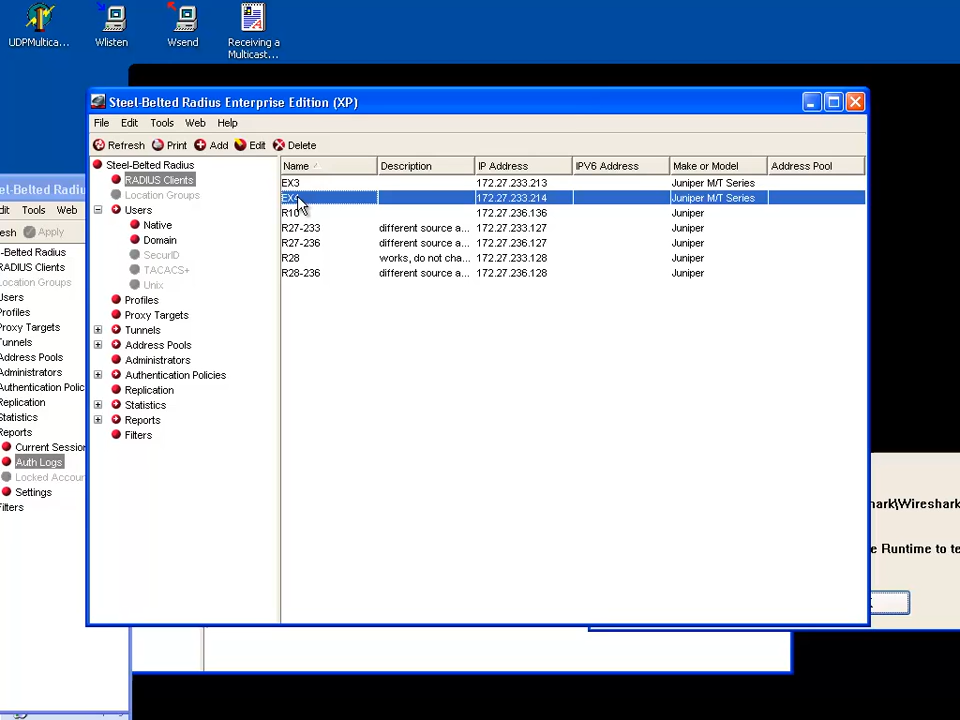 UDPMultica...
Wlisten
Wsend
Receiving a
Multicast...
Steel-Belted Radius Enterprise Edition (XP)
File Edit Tools Web Help
Refresh Print Add Edit Delete
Steel-Belted Radius
RADIUS Clients
Location Groups
Users
Native
Domain
SecurID
TACACS+
Unix
Profiles
Proxy Targets
Tunnels
Address Pools
Administrators
Authentication Policies
Replication
Statistics
Reports
Filters
Name Description IP Address IPV6 Address Make or Model Address Pool
EX3 172.27.233.213 Juniper M/T Series
172.27.233.214 Juniper M/T Series
R10 172.27.236.136 Juniper
R27-233 different source a... 172.27.233.127 Juniper
R27-236 different source a... 172.27.236.127 Juniper
R28 works, do not cha... 172.27.233.128 Juniper
R28-236 different source a... 172.27.236.128 Juniper
el-Belted Radiu
dit Tools Web
esh Apply
-Belted Radius
RADIUS Clients
Location Groups
Users
Profiles
Proxy Targets
Tunnels
Address Pools
Administrators
Authentication Polic
Replication
Statistics
Reports
Current Session
Auth Logs
Locked Accoun
Settings
Filters
ark\Wireshark
e Runtime to te